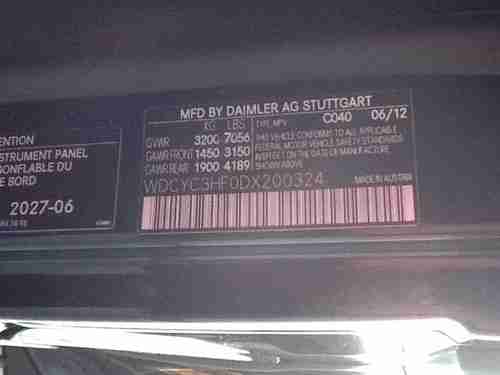 ENTION
STRUMENT PANEL
ONFLABLE DU
E BORD
2027-06
MFD BY DAIMLER AG STUTTGART
KG LBS TYPE: MPV C040 06/12
GVWR 3200 7056 THIS VEHICLE CONFORMS TO ALL APPLICABLE
GAWR FRONT 1450 3150 FEDERAL MOTOR VEHICLE SAFETY STANDARDS
GAWR REAR 1900 4189 IN EFFECT ON THE DATE OF MANUFACTURE
SHOWN ABOVE
MADE IN AUSTRIA
WDCYC3HF0DX200324